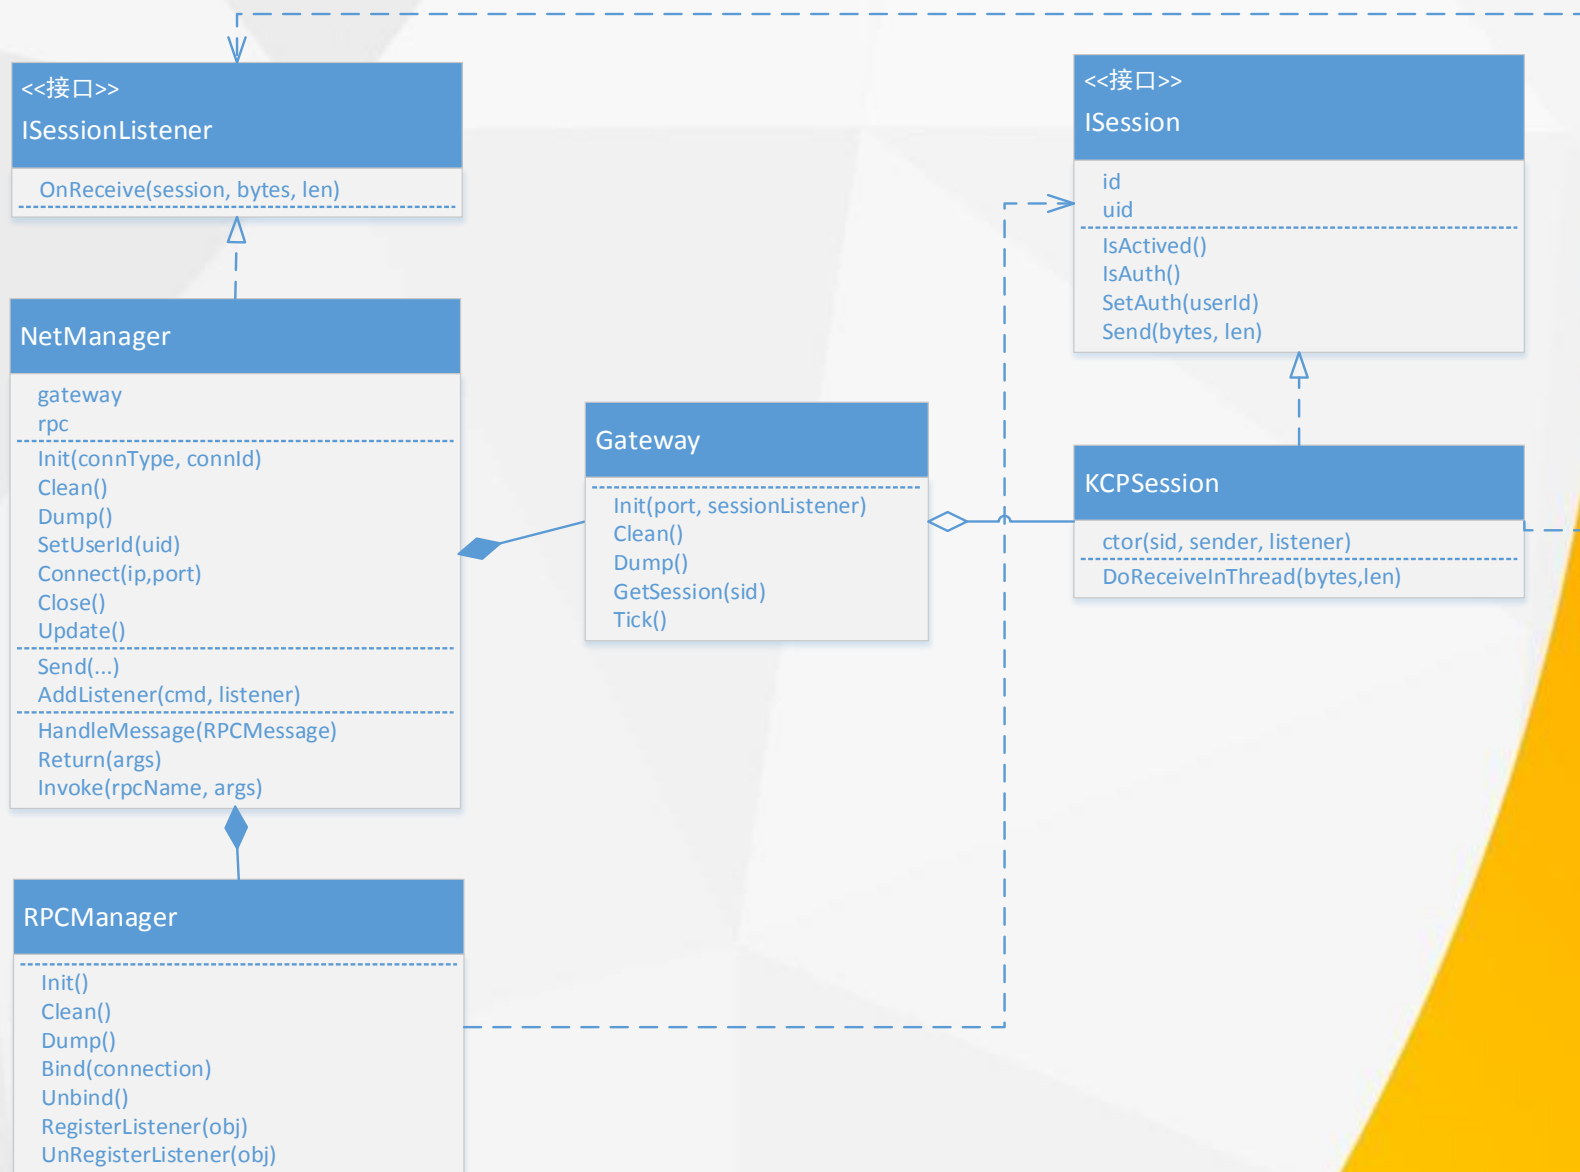 <<接口>>
ISessionListener
OnReceive(session, bytes, len)
NetManager
gateway
rpc
Init(connType, connId)
Clean()
Dump()
SetUserId(uid)
Connect(ip,port)
Close()
Update()
Send(...)
AddListener(cmd, listener)
HandleMessage(RPCMessage)
Return(args)
Invoke(rpcName, args)
RPCManager
Init()
Clean()
Dump()
Bind(connection)
Unbind()
RegisterListener(obj)
UnRegisterListener(obj)
Gateway
Init(port, sessionListener)
Clean()
Dump()
GetSession(sid)
Tick()
<<接口>>
ISession
id
uid
IsActived()
IsAuth()
SetAuth(userId)
Send(bytes, len)
KCPSession
ctor(sid, sender, listener)
DoReceiveInThread(bytes,len)